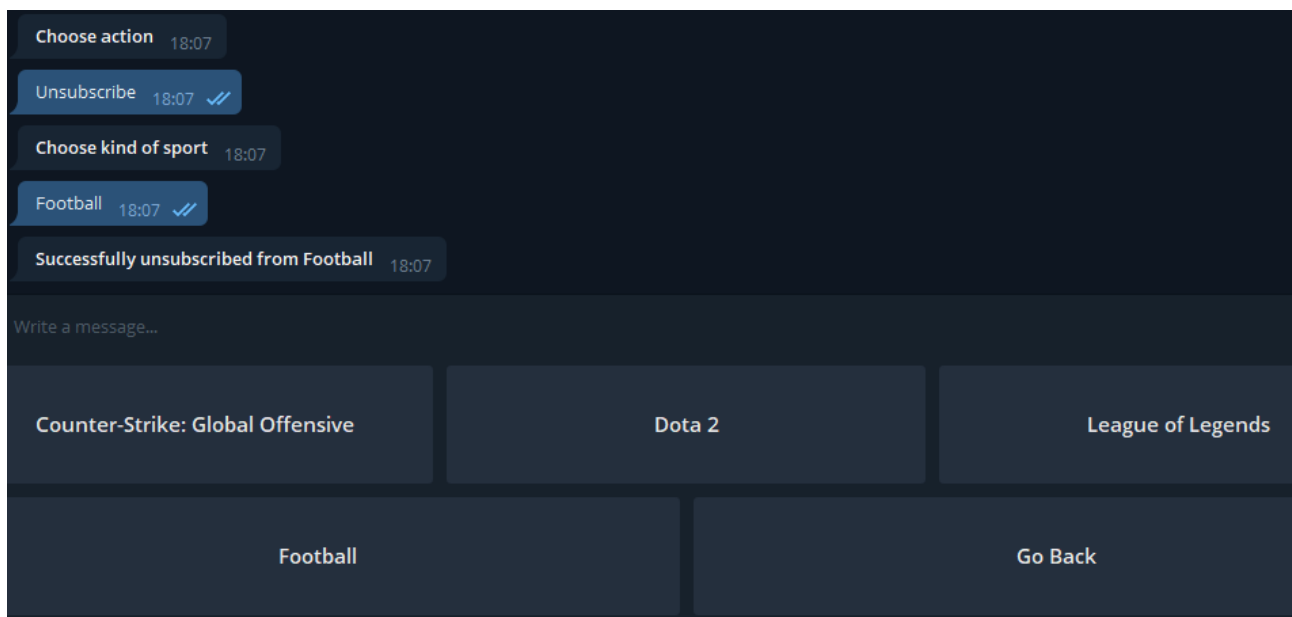 Choose action 18:07
Unsubscribe 18:07
Choose kind of sport 18:07
Football 18:07
Successfully unsubscribed from Football 18:07
Write a message...
Counter-Strike: Global Offensive Dota 2 League of Legends
Football Go Back